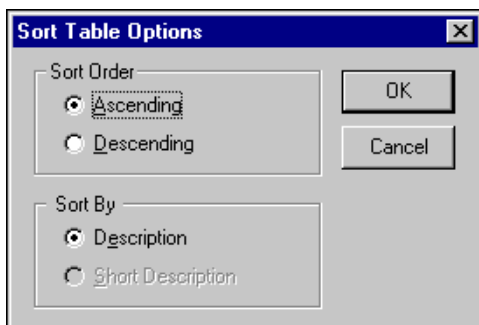 Sort Table Options
Sort Order
Ascending
Descending
OK
Cancel
Sort By
Description
Short Description